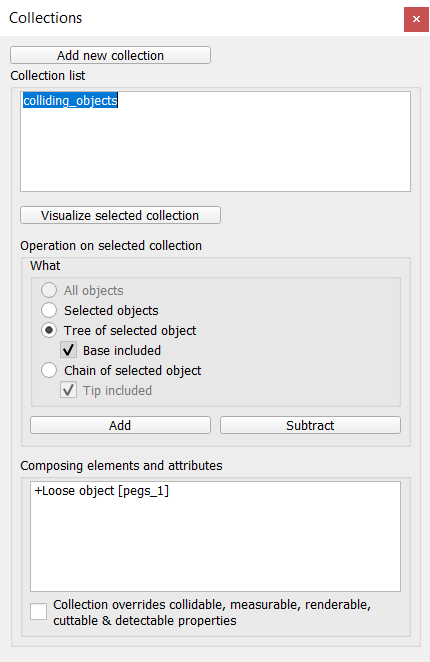 Collections
Add new collection
Collection list
colliding_objects
Visualize selected collection
Operation on selected collection
What
All objects
Selected objects
Tree of selected object
Base included
Chain of selected object
Tip included
Add
Subtract
Composing elements and attributes
+Loose object [pegs_1]
Collection overrides collidable, measurable, renderable,
cuttable & detectable properties